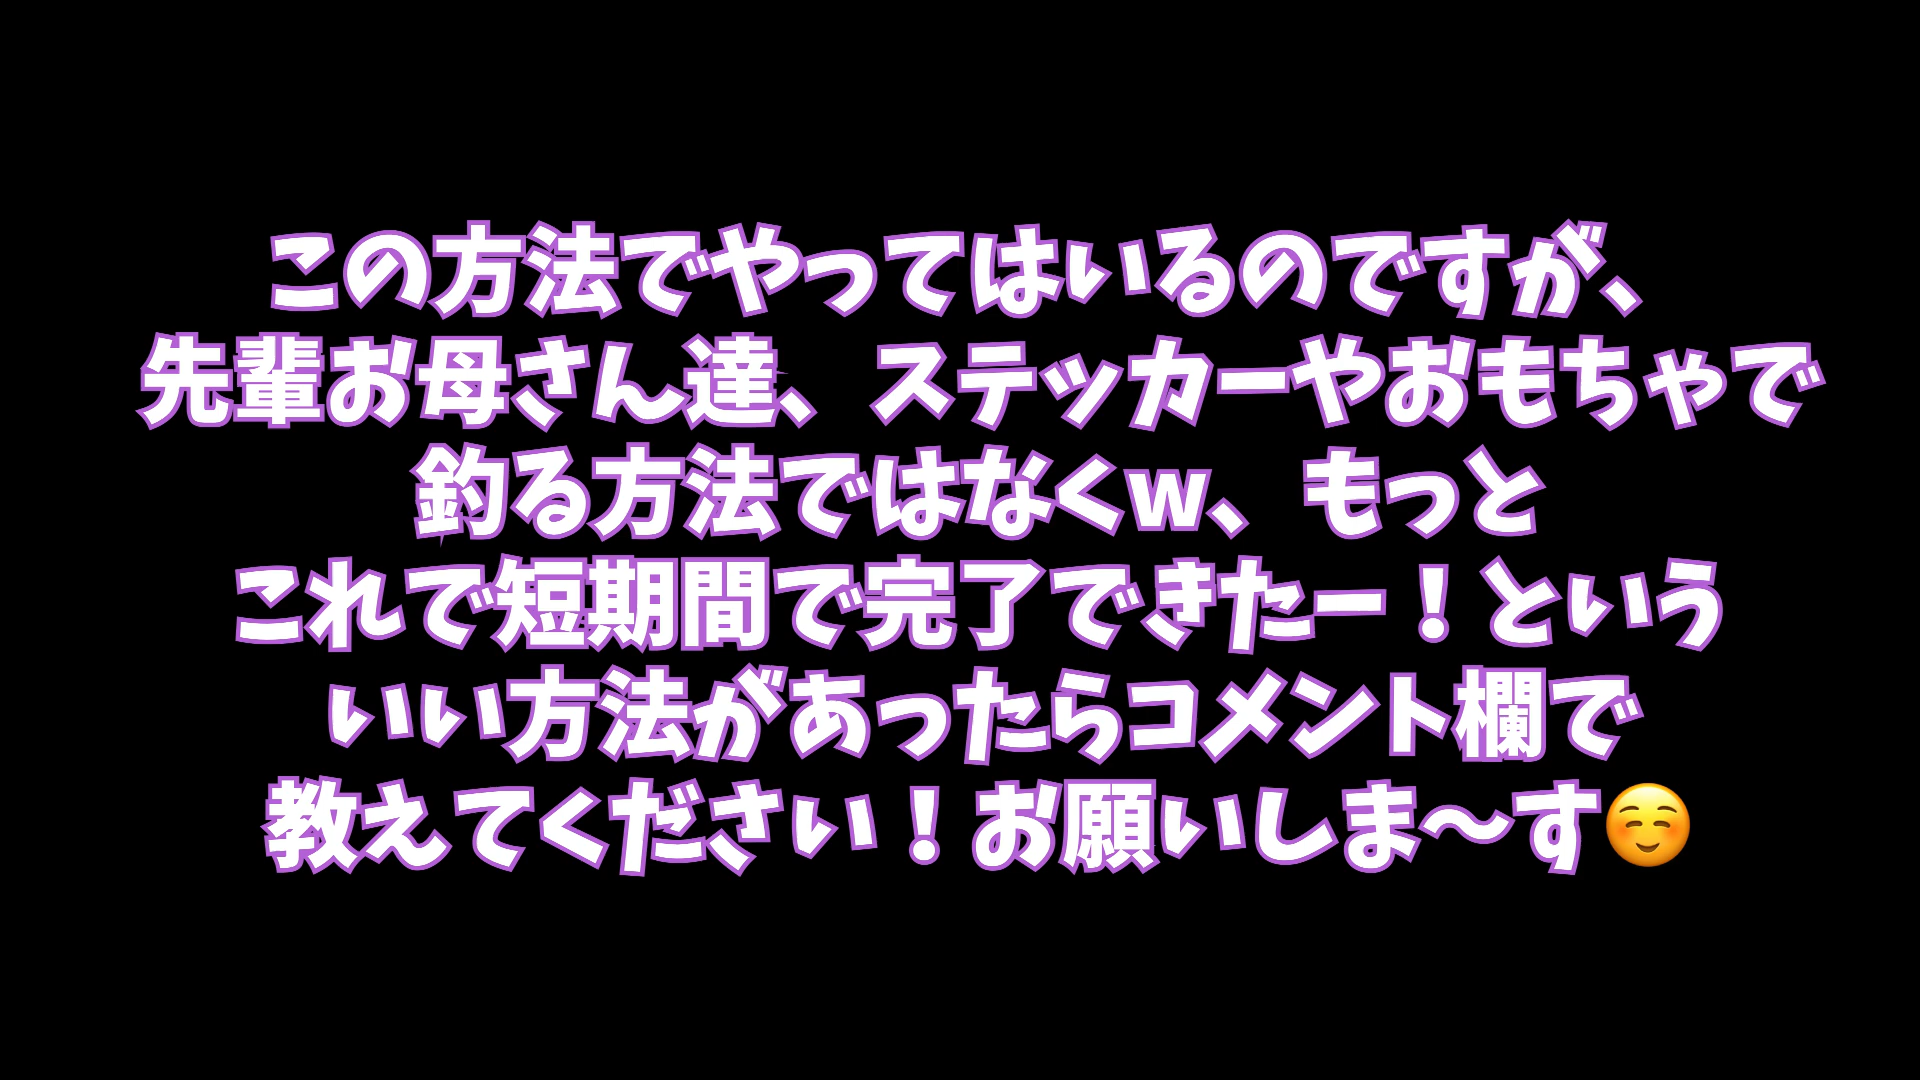 この方法でやってはいるのですが、
先輩お母さん達、ステッカーやおもちゃで
釣る方法ではなくw、もっと
これで短期間で完了できたー！という
いい方法があったらコメント欄で
教えてください！お願いしま〜す☺️